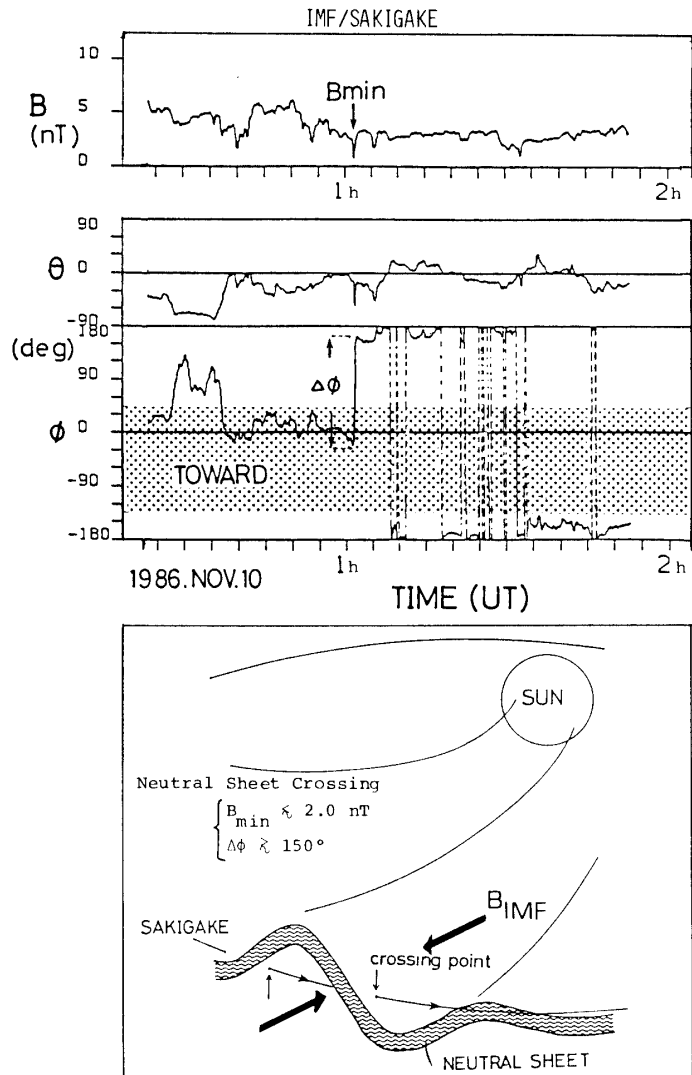 IMF/SAKIGAKE
10
B 5
(nT)
0
Bmin
1h 2h
90
θ 0
-90
(deg)
180
90
Δφ
φ 0
TOWARD
-90
-180
1h 2h
1986.NOV.10
TIME (UT)
SUN
Neutral Sheet Crossing
B min ≲ 2.0 nT
Δφ ≳ 150°
B IMF
SAKIGAKE
crossing point
NEUTRAL SHEET